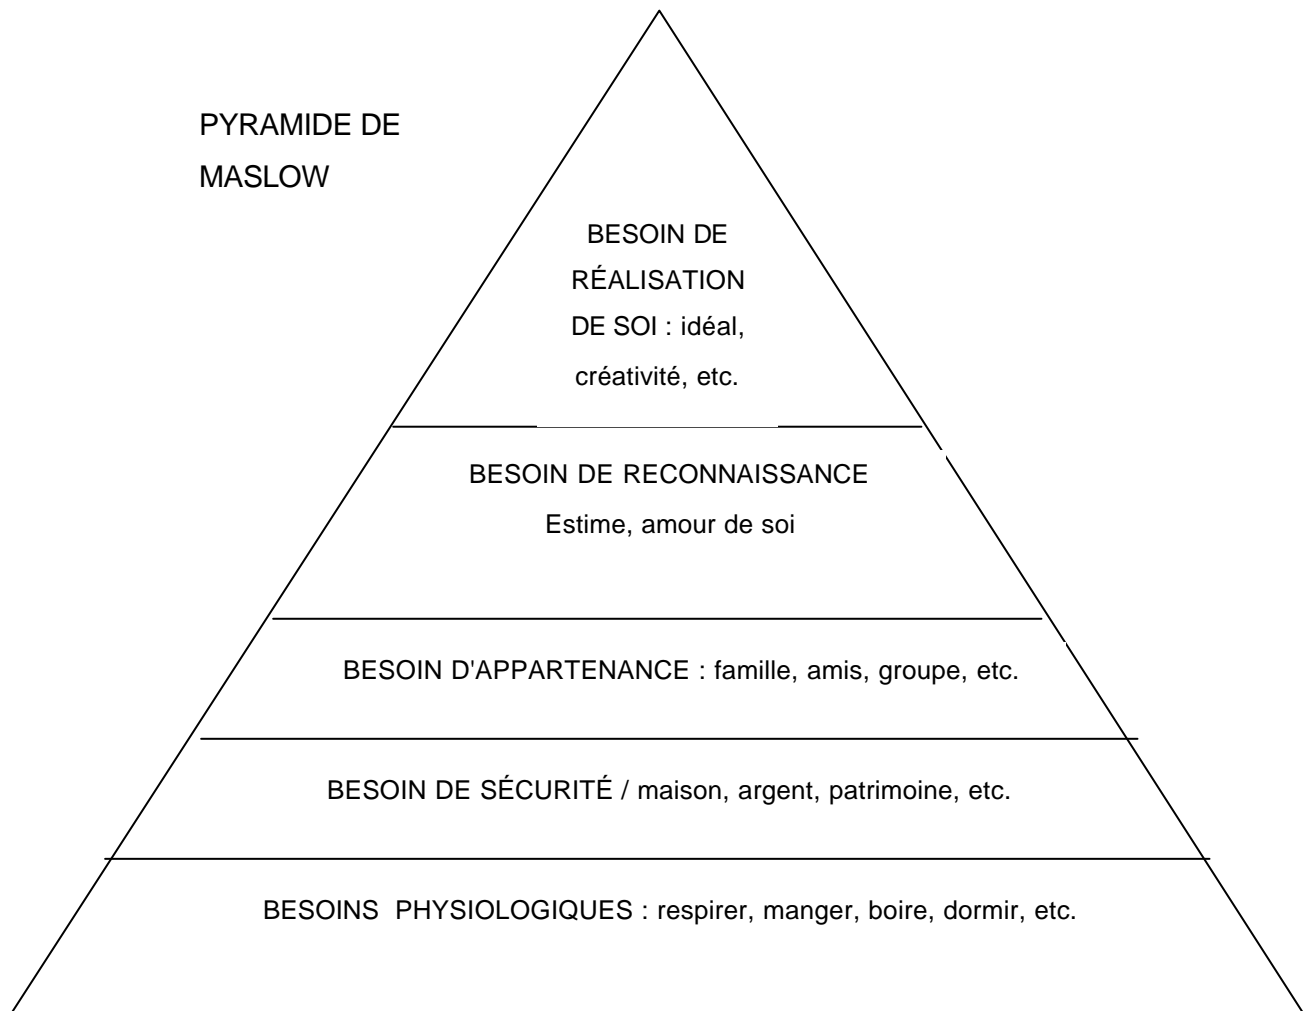 PYRAMIDE DE
MASLOW
BESOIN DE
RÉALISATION
DE SOI : idéal,
créativité, etc.
BESOIN DE RECONNAISSANCE
Estime, amour de soi
BESOIN D'APPARTENANCE : famille, amis, groupe, etc.
BESOIN DE SÉCURITÉ / maison, argent, patrimoine, etc.
BESOINS PHYSIOLOGIQUES : respirer, manger, boire, dormir, etc.